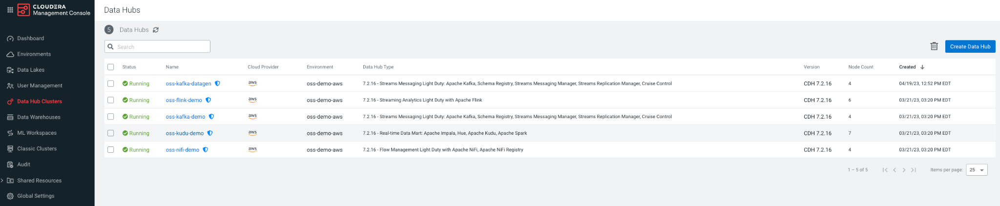 CLOUDERA
Management Console
Dashboard
Environments
Data Lakes
User Management
Data Hub Clusters
Data Warehouses
ML Workspaces
Classic Clusters
Audit
Shared Resources
Global Settings
Data Hubs
5 Data Hubs
Search
Create Data Hub
Status Name Cloud Provider Environment Data Hub Type Version Node Count Created
Running oss-kafka-datagen aws oss-demo-aws 7.2.16 - Streams Messaging Light Duty: Apache Kafka, Schema Registry, Streams Messaging Manager, Streams Replication Manager, Cruise Control CDH 7.2.16 4 04/19/23, 12:52 PM EDT
Running oss-flink-demo aws oss-demo-aws 7.2.16 - Streaming Analytics Light Duty with Apache Flink CDH 7.2.16 6 03/21/23, 03:20 PM EDT
Running oss-kafka-demo aws oss-demo-aws 7.2.16 - Streams Messaging Light Duty: Apache Kafka, Schema Registry, Streams Messaging Manager, Streams Replication Manager, Cruise Control CDH 7.2.16 4 03/21/23, 03:20 PM EDT
Running oss-kudu-demo aws oss-demo-aws 7.2.16 - Real-time Data Mart: Apache Impala, Hue, Apache Kudu, Apache Spark CDH 7.2.16 7 03/21/23, 03:20 PM EDT
Running oss-nifi-demo aws oss-demo-aws 7.2.16 - Flow Management Light Duty with Apache NiFi, Apache NiFi Registry CDH 7.2.16 4 03/21/23, 03:20 PM EDT
1 – 5 of 5 Items per page: 25